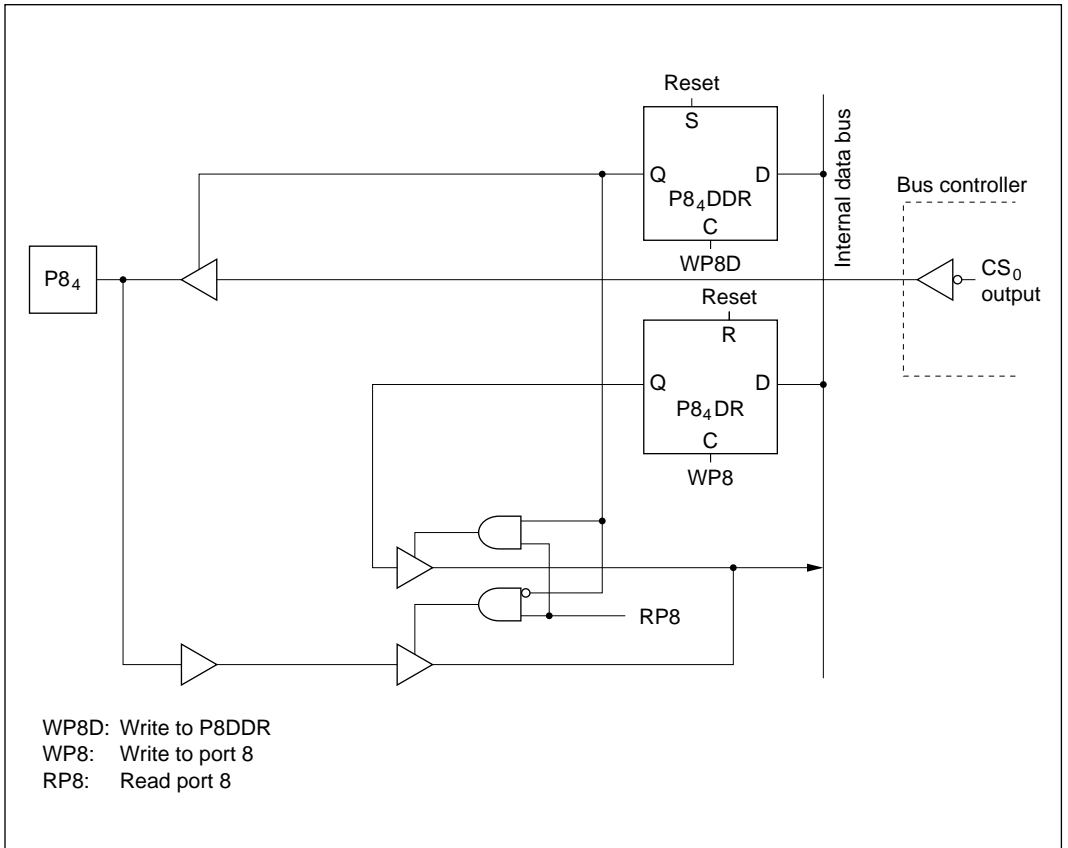 Reset
S
Q
D
P8₄DDR
C
WP8D
Internal data bus
Bus controller
P8₄
CS₀
output
Reset
R
Q
D
P8₄DR
C
WP8
RP8
WP8D: Write to P8DDR
WP8: Write to port 8
RP8: Read port 8